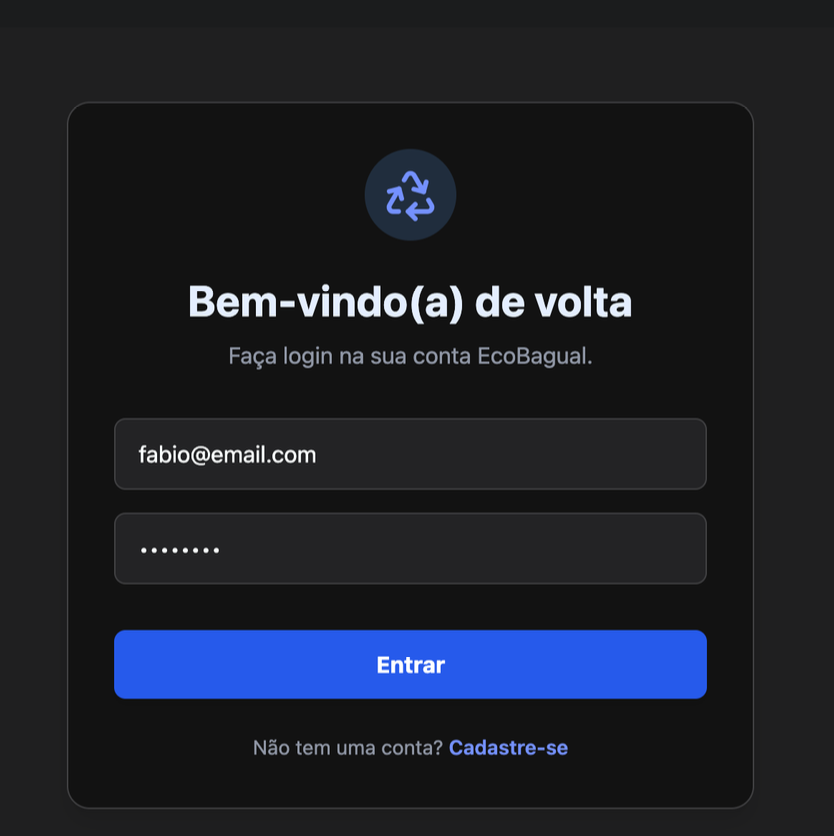 Bem-vindo(a) de volta
Faça login na sua conta EcoBagual.
fabio@email.com
••••••••
Entrar
Não tem uma conta? Cadastre-se